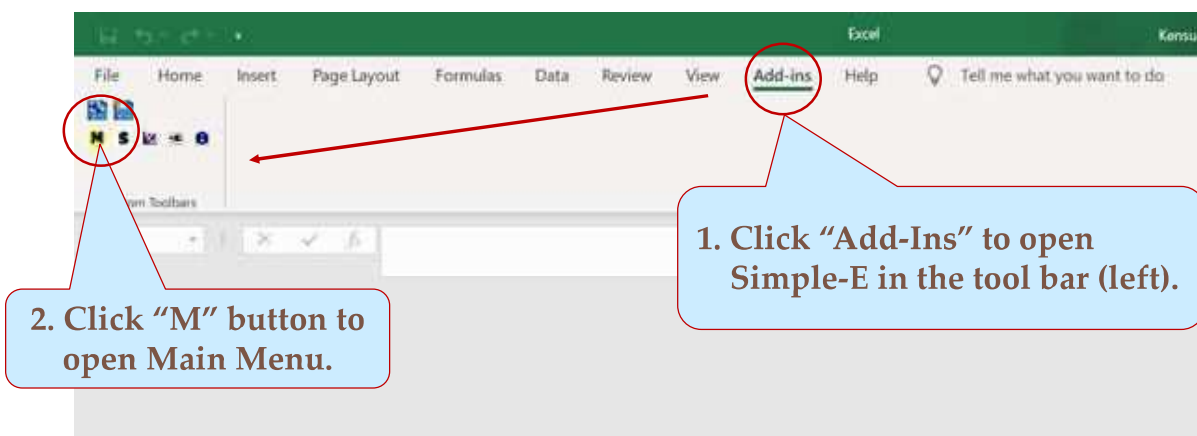 Excel
Kensu
File Home Insert Page Layout Formulas Data Review View Add-ins Help Tell me what you want to do
M S
Toolbars
1. Click “Add-Ins” to open
Simple-E in the tool bar (left).
2. Click “M” button to
open Main Menu.